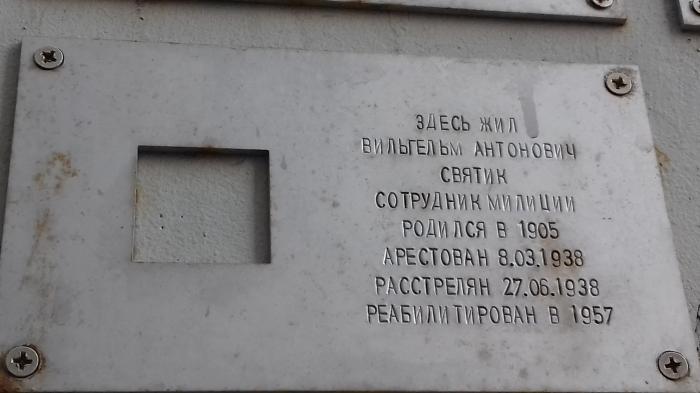 ЗДЕСЬ ЖИЛ
ВИЛЬГЕЛЬМ АНТОНОВИЧ
СВЯТИК
СОТРУДНИК МИЛИЦИИ
РОДИЛСЯ В 1905
АРЕСТОВАН 8.03.1938
РАССТРЕЛЯН 27.06.1938
РЕАБИЛИТИРОВАН В 1957